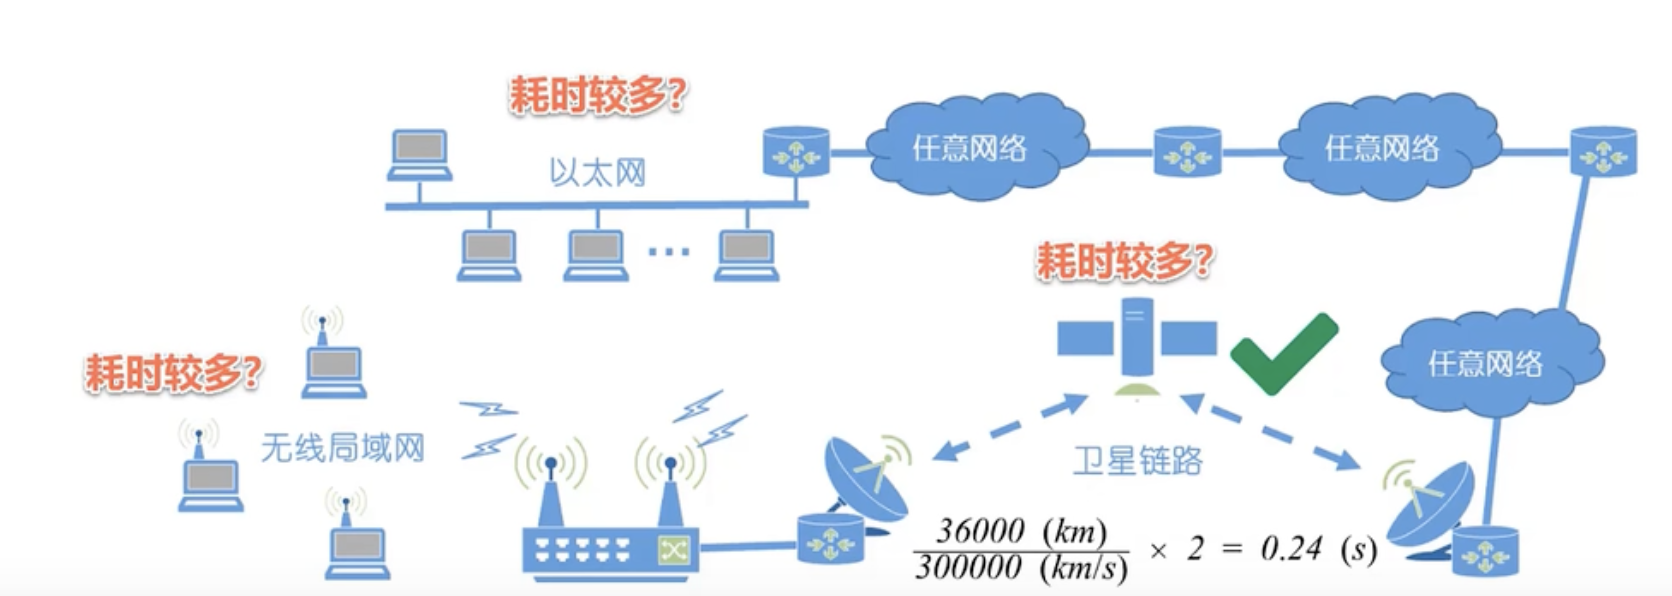 耗时较多?
以太网
任意网络
任意网络
耗时较多?
耗时较多?
任意网络
无线局域网
卫星链路
36000 (km)
300000 (km/s)
× 2 = 0.24 (s)